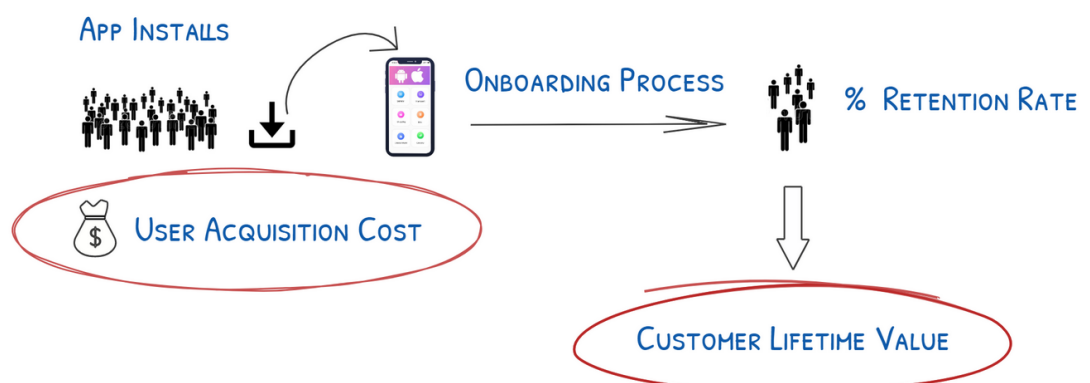 App Installs
Onboarding Process
% Retention Rate
$ User Acquisition Cost
Customer Lifetime Value